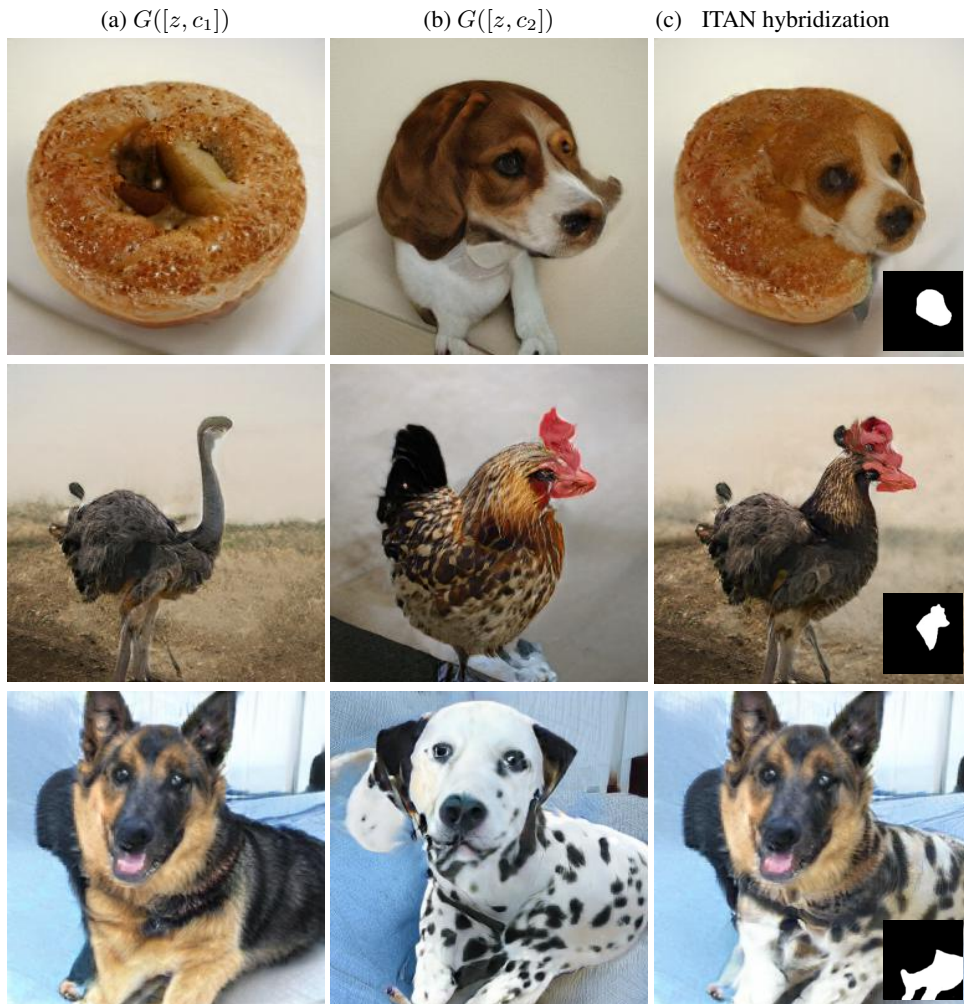 (a) G([z, c₁])
(b) G([z, c₂])
(c) ITAN hybridization